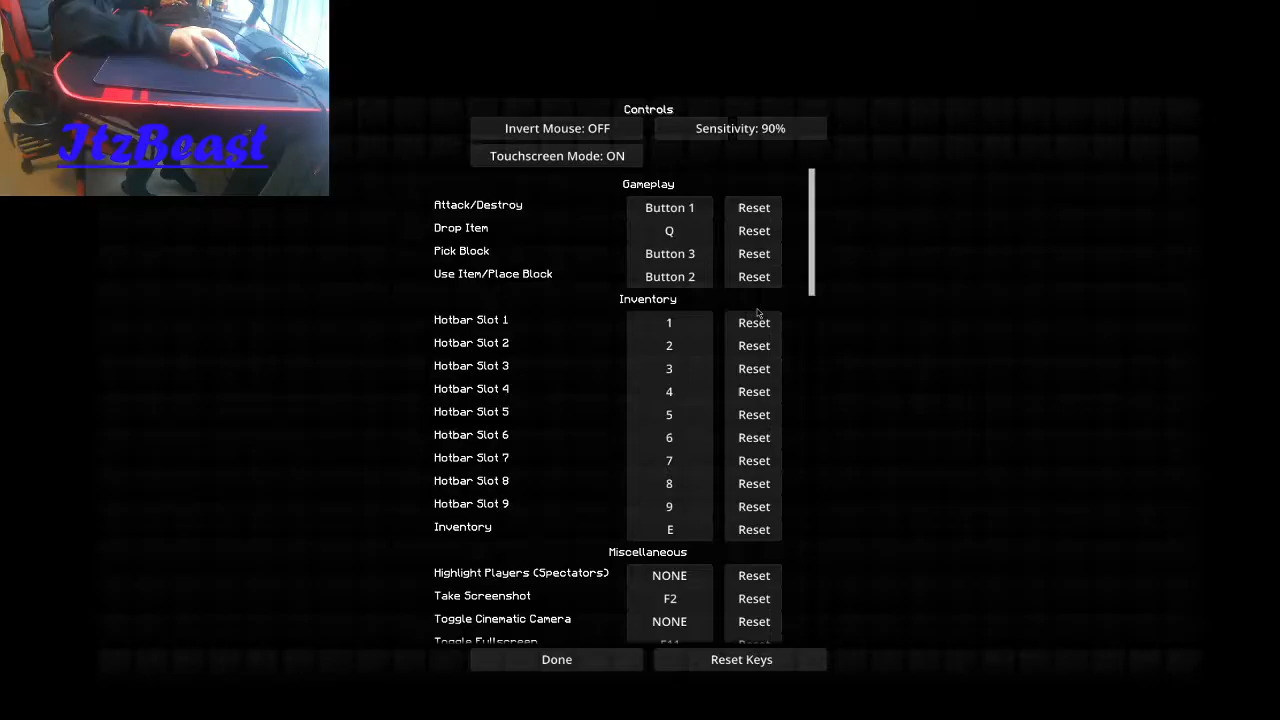 ItzBeast
Controls
Invert Mouse: OFF Sensitivity: 90%
Touchscreen Mode: ON
Gameplay
Attack/Destroy Button 1 Reset
Drop Item Q Reset
Pick Block Button 3 Reset
Use Item/Place Block Button 2 Reset
Inventory
Hotbar Slot 1 1 Reset
Hotbar Slot 2 2 Reset
Hotbar Slot 3 3 Reset
Hotbar Slot 4 4 Reset
Hotbar Slot 5 5 Reset
Hotbar Slot 6 6 Reset
Hotbar Slot 7 7 Reset
Hotbar Slot 8 8 Reset
Hotbar Slot 9 9 Reset
Inventory E Reset
Miscellaneous
Highlight Players (Spectators) NONE Reset
Take Screenshot F2 Reset
Toggle Cinematic Camera NONE Reset
Toggle Fullscreen F11 Reset
Done Reset Keys